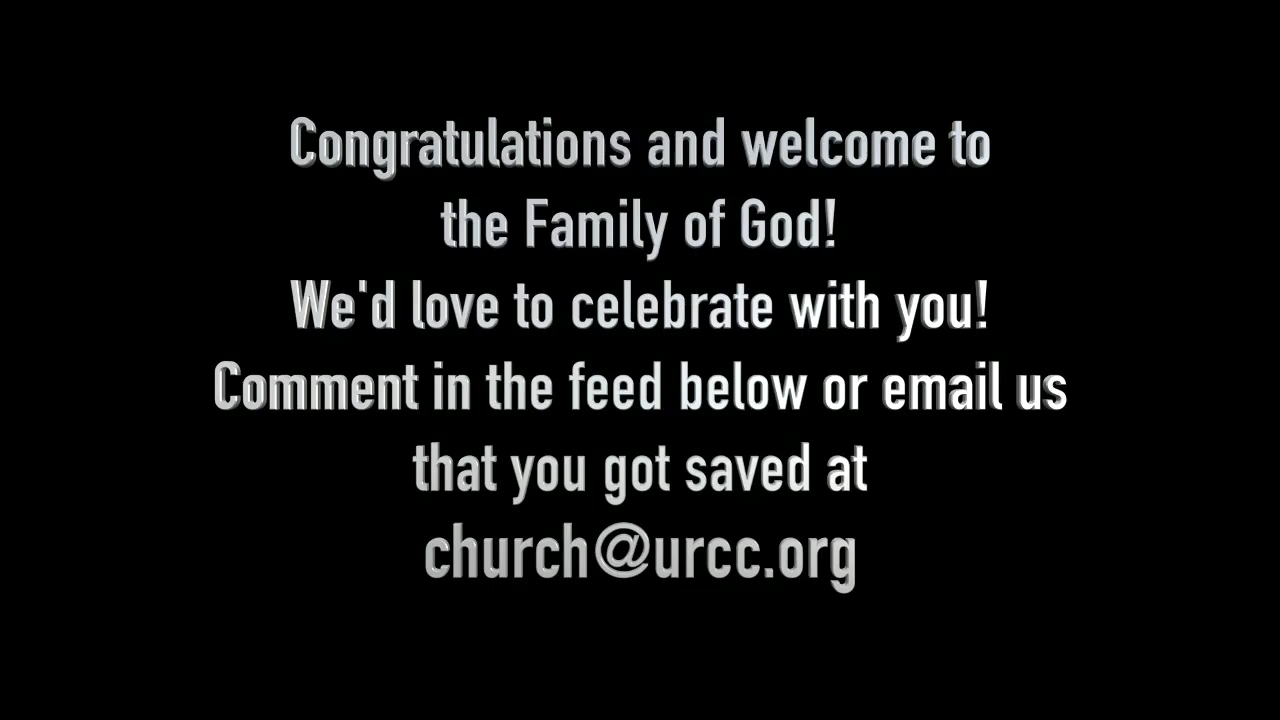 Congratulations and welcome to
the Family of God!
We'd love to celebrate with you!
Comment in the feed below or email us
that you got saved at
church@urcc.org